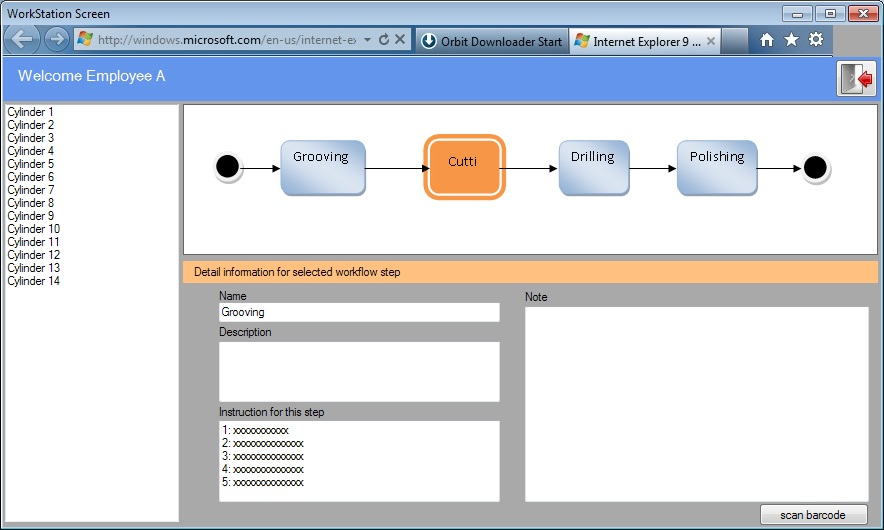 WorkStation Screen
http://windows.microsoft.com/en-us/internet-e
Orbit Downloader Start
Internet Explorer 9 ...
Welcome Employee A
Cylinder 1
Cylinder 2
Cylinder 3
Cylinder 4
Cylinder 5
Cylinder 6
Cylinder 7
Cylinder 8
Cylinder 9
Cylinder 10
Cylinder 11
Cylinder 12
Cylinder 13
Cylinder 14
Grooving
Cutti
Drilling
Polishing
Detail information for selected workflow step
Name
Grooving
Description
Instruction for this step
1: xxxxxxxxxxx
2: xxxxxxxxxxxxxx
3: xxxxxxxxxxxxxx
4: xxxxxxxxxxxxxx
5: xxxxxxxxxxxxxx
Note
scan barcode